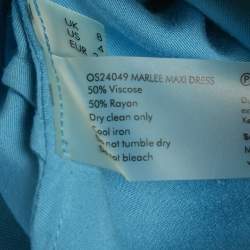 UK 8
US 4
EUR
OS24049 MARLEE MAXI DRESS
50% Viscose
50% Rayon
Dry clean only
Cool iron
not tumble dry
not bleach